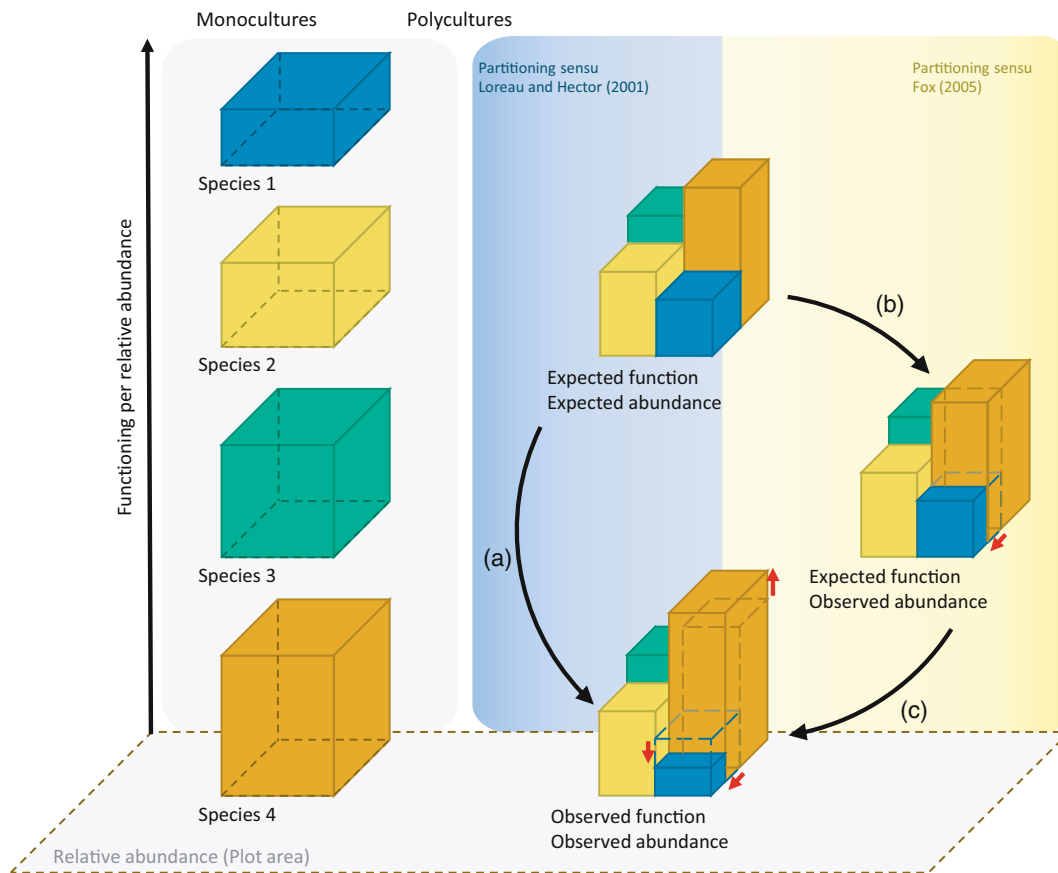 Monocultures
Polycultures
Functioning per relative abundance
Partitioning sensu
Loreau and Hector (2001)
Partitioning sensu
Fox (2005)
Species 1
Species 2
Species 3
Species 4
Expected function
Expected abundance
(b)
(a)
Expected function
Observed abundance
(c)
Observed function
Observed abundance
Relative abundance (Plot area)